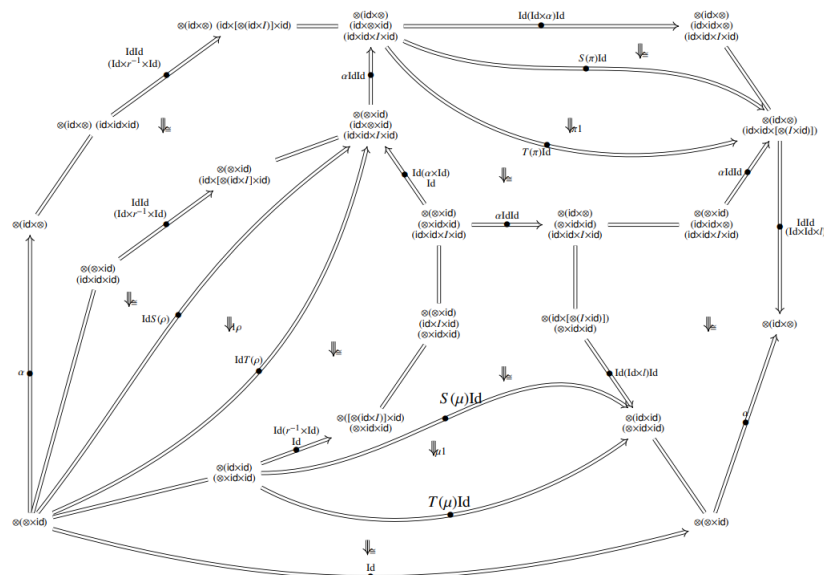 ⊗(id×⊗) (id×[⊗(id×I)]×id)
⊗(id×⊗)
(id×⊗×id)
(id×id×I×id)
Id(Id×α)Id
⊗(id×⊗)
(id×id×⊗)
(id×id×I×id)
IdId
(Id×r⁻¹×Id)
⇓≅
S(π)Id
αIdId
⊗(id×⊗) (id×id×id)
⇓≅
⊗(⊗×id)
(id×⊗×id)
(id×id×I×id)
⇓π1
T(π)Id
⊗(id×⊗)
(id×id×[⊗(I×id)])
⊗(⊗×id)
(id×[⊗(id×I]×id)
Id(α×Id)
Id
⇓≅
αIdId
IdId
(Id×r⁻¹×Id)
⊗(id×⊗)
⊗(⊗×id)
(⊗×id×id)
(id×id×I×id)
αIdId
⊗(id×⊗)
(⊗×id×id)
(id×id×I×id)
⊗(⊗×id)
(id×id×⊗)
(id×id×I×id)
IdId
(Id×Id×l)
⊗(⊗×id)
(id×id×id)
⇓≅
IdS(ρ)
⇓1ρ
⊗(⊗×id)
(id×I×id)
(⊗×id×id)
⊗(id×[⊗(I×id)])
(⊗×id×id)
⇓≅
⊗(id×⊗)
⇓≅
IdT(ρ)
α
⇓≅
Id(Id×l)Id
S(μ)Id
⊗([⊗(id×I)]×id)
(⊗×id×id)
⊗(id×id)
(⊗×id×id)
α
Id(r⁻¹×Id)
Id
⇓μ1
⊗(id×id)
(⊗×id×id)
T(μ)Id
⊗(⊗×id)
⊗(⊗×id)
⇓≅
Id